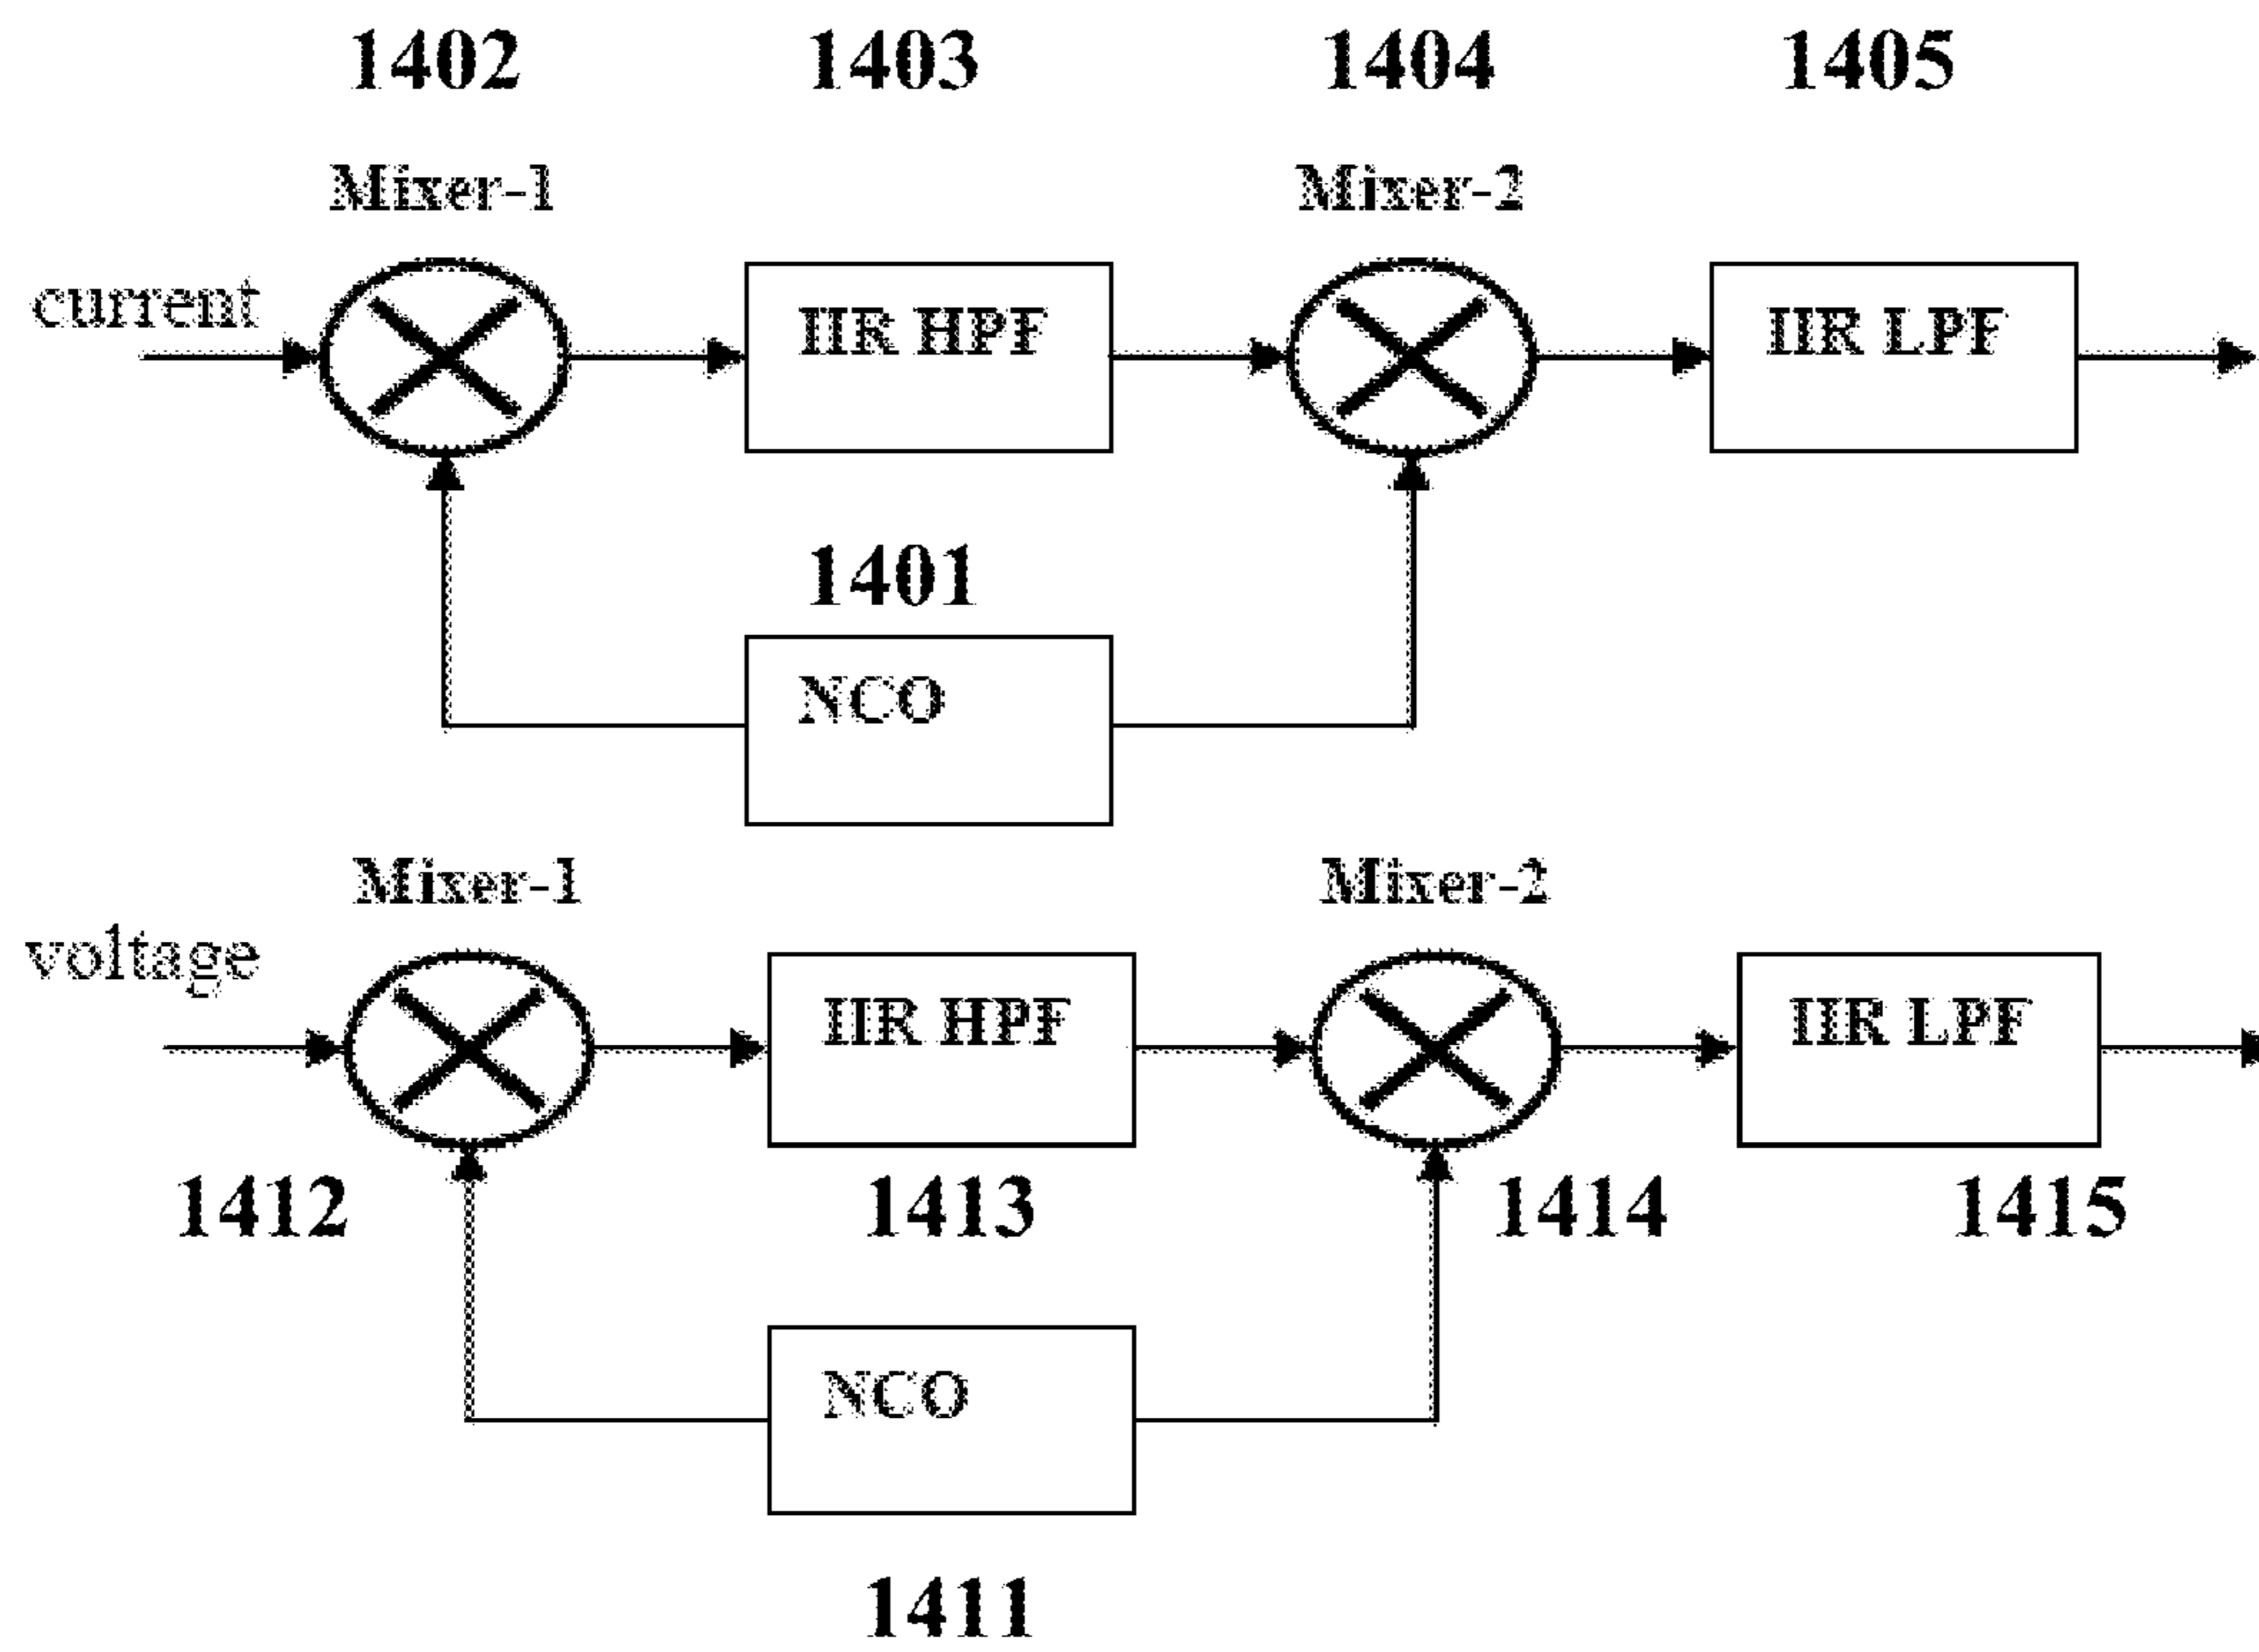 1402 1403 1404 1405
Mixer-1 Mixer-2
current IIR HPF IIR LPF
1401
NCO
Mixer-1 Mixer-2
voltage IIR HPF IIR LPF
1412 1413 1414 1415
NCO
1411